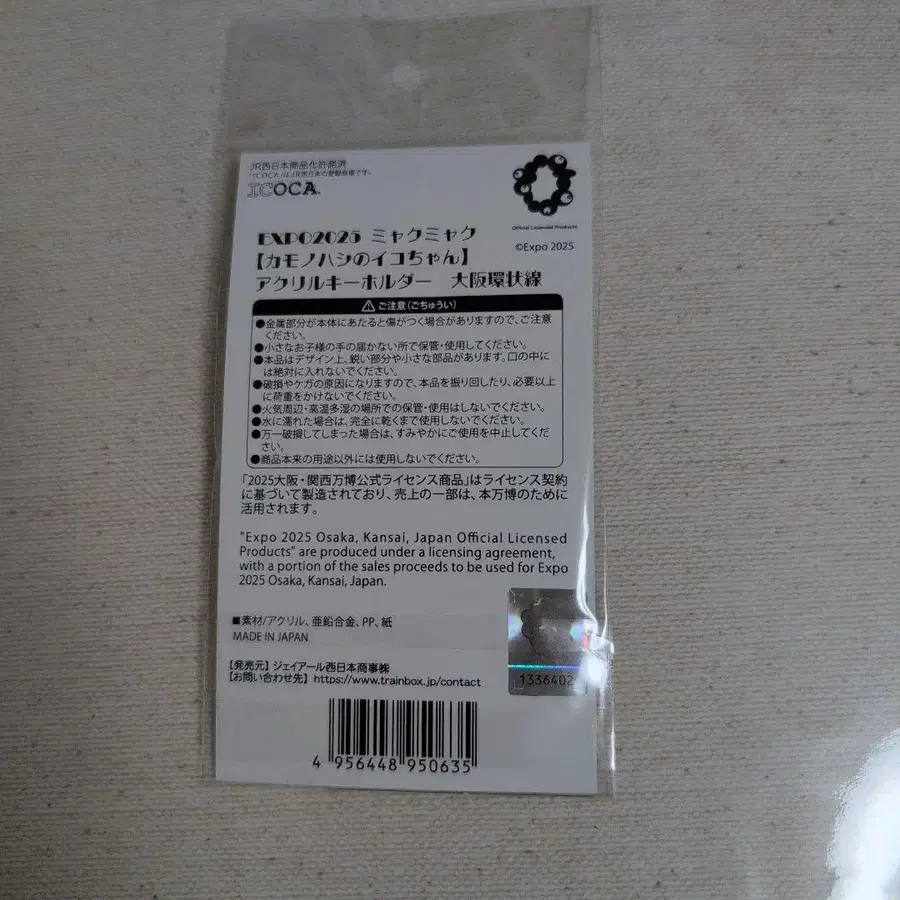 JR西日本商品化許諾済
"ICOCA"はJR西日本の登録商標です。
ICOCA
Official Licensed Products
©Expo 2025
EXPO2025 ミャクミャク
【カモノハシのイコちゃん】
アクリルキーホルダー 大阪環状線
ご注意(ごちゅうい)
●金属部分が本体にあたると傷がつく場合がありますので、ご注意
ください。
●小さなお子様の手の届かない所で保管・使用してください。
●本品はデザイン上、鋭い部分や小さな部品があります。口の中に
は絶対に入れないでください。
●破損やケガの原因になりますので、本品を振り回したり、必要以上
に荷重をかけないでください。
●火気周辺・高温多湿の場所での保管・使用はしないでください。
●水に濡れた場合は、完全に乾くまで使用しないでください。
●万一破損してしまった場合は、すみやかにご使用を中止してくだ
さい。
●商品本来の用途以外には使用しないでください。
「2025大阪・関西万博公式ライセンス商品」はライセンス契約
に基づいて製造されており、売上の一部は、本万博のために
活用されます。
"Expo 2025 Osaka, Kansai, Japan Official Licensed
Products" are produced under a licensing agreement,
with a portion of the sales proceeds to be used for Expo
2025 Osaka, Kansai, Japan.
■素材/アクリル、亜鉛合金、PP、紙
MADE IN JAPAN
【発売元】ジェイアール西日本商事㈱
【お問い合わせ先】https://www.trainbox.jp/contact
1336402
4 956448 950635